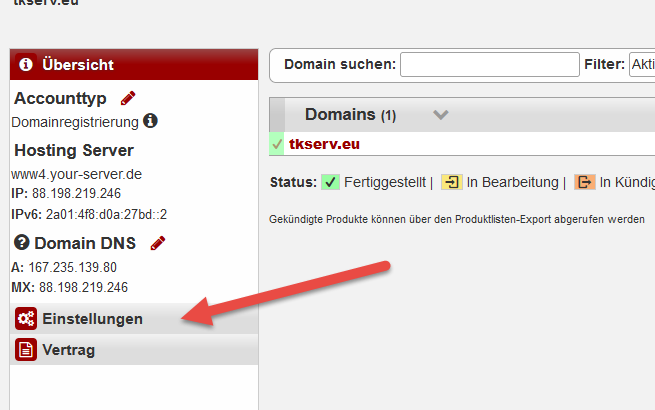 tkserv.eu
Übersicht
Accounttyp
Domainregistrierung
Hosting Server
www4.your-server.de
IP: 88.198.219.246
IPv6: 2a01:4f8:d0a:27bd::2
Domain DNS
A: 167.235.139.80
MX: 88.198.219.246
Einstellungen
Vertrag
Domain suchen: Filter: Akti
Domains (1)
tkserv.eu
Status: Fertiggestellt | In Bearbeitung | In Kündig
Gekündigte Produkte können über den Produktlisten-Export abgerufen werden